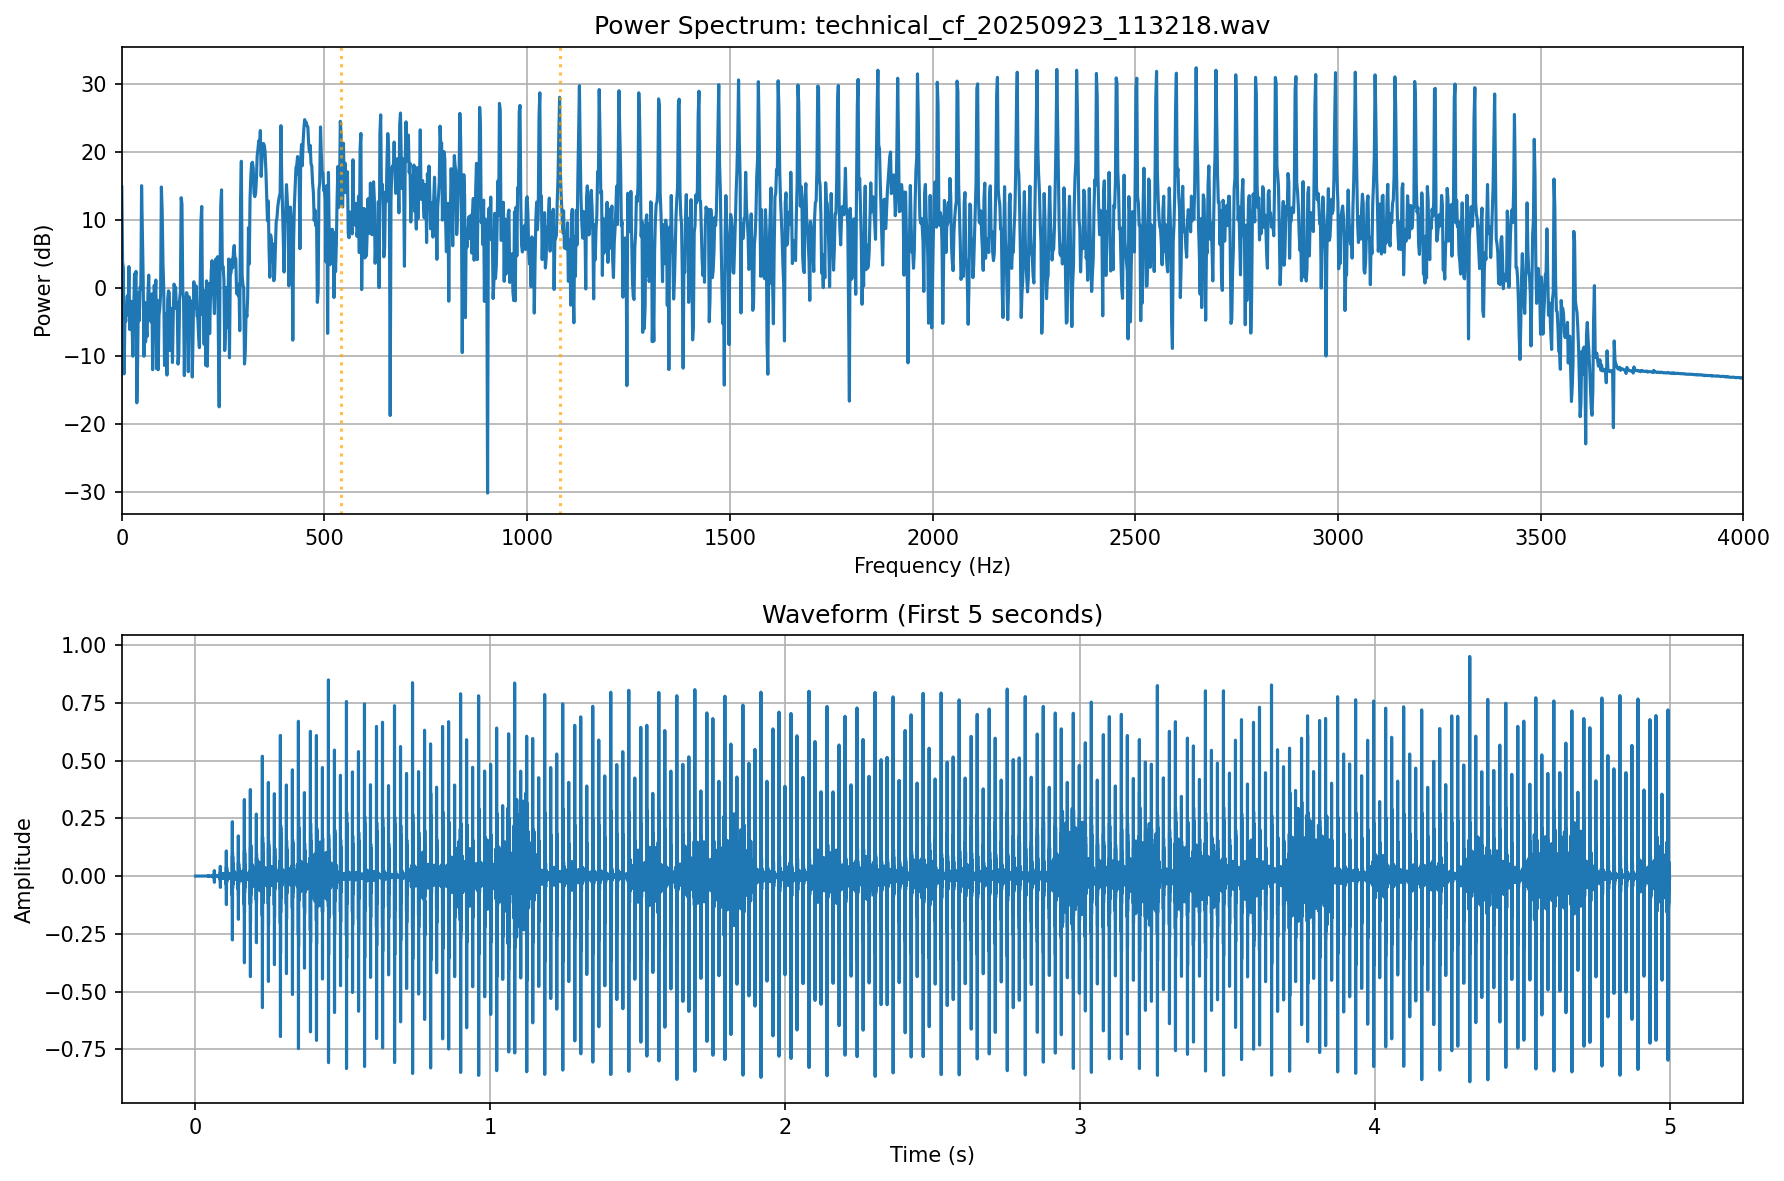 Power Spectrum: technical_cf_20250923_113218.wav
30
20
10
0
−10
−20
−30
Power (dB)
0 500 1000 1500 2000 2500 3000 3500 4000
Frequency (Hz)
Waveform (First 5 seconds)
1.00
0.75
0.50
0.25
0.00
−0.25
−0.50
−0.75
Amplitude
0 1 2 3 4 5
Time (s)